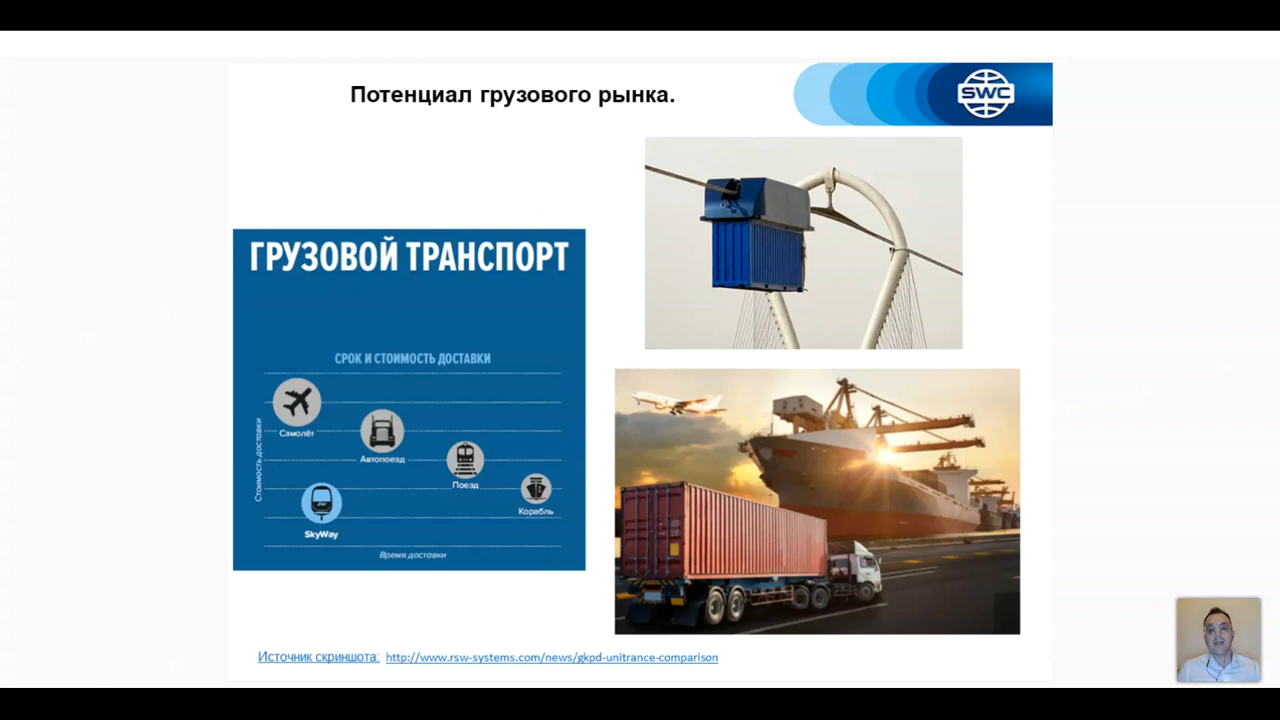 Потенциал грузового рынка.
SWC
ГРУЗОВОЙ ТРАНСПОРТ
СРОК И СТОИМОСТЬ ДОСТАВКИ
Стоимость доставки
Самолёт
Автопоезд
Поезд
Корабль
SkyWay
Время доставки
Источник скриншота: http://www.rsw-systems.com/news/gkpd-unitrance-comparison